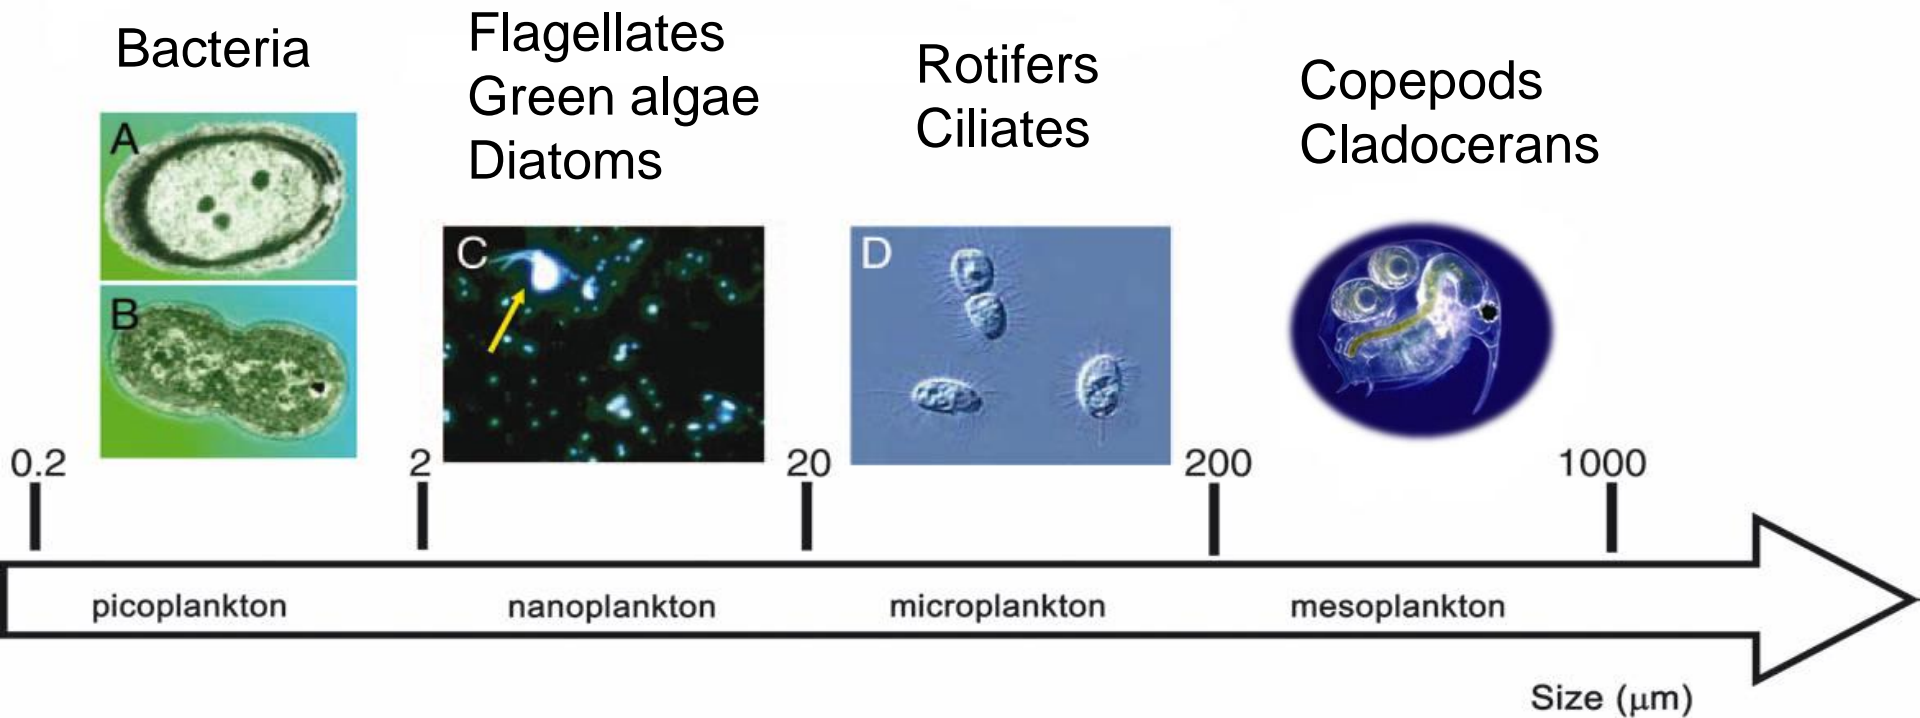 Bacteria
Flagellates
Green algae
Diatoms
Rotifers
Ciliates
Copepods
Cladocerans
A
B
C
D
0.2
2
20
200
1000
picoplankton
nanoplankton
microplankton
mesoplankton
Size (μm)